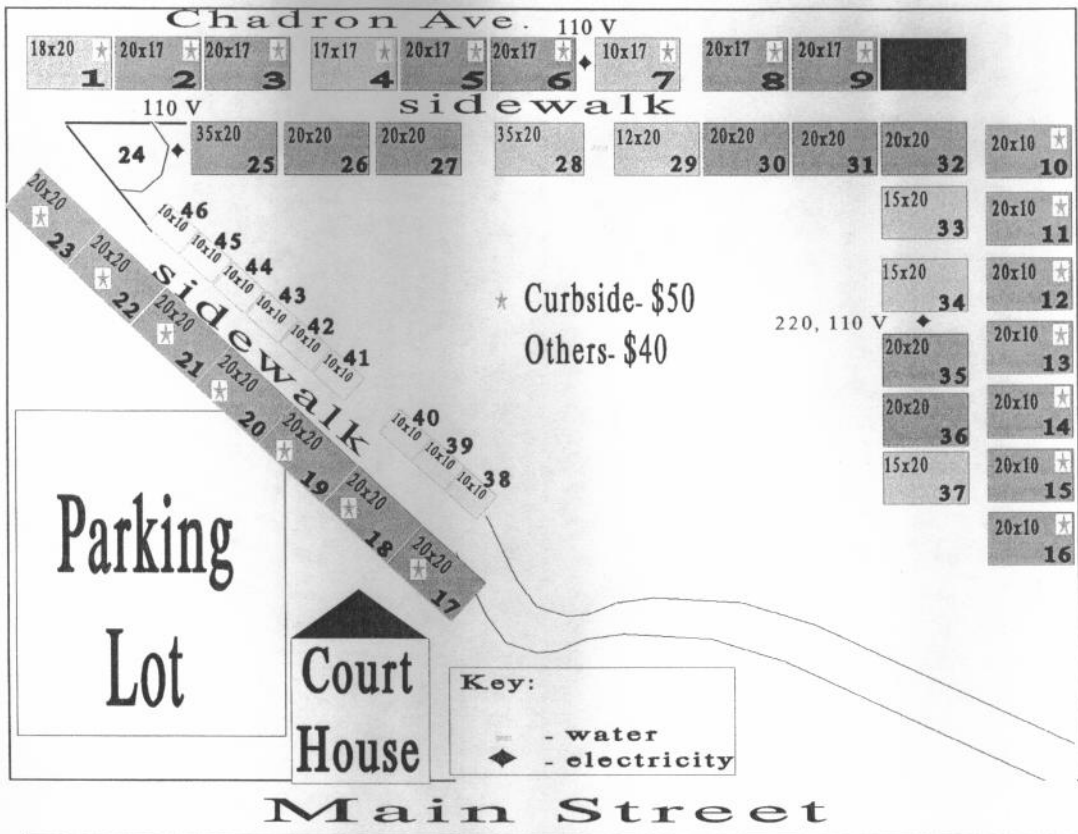 Chadron Ave.
110 V
18x20 1
20x17 2
20x17 3
17x17 4
20x17 5
20x17 6
10x17 7
20x17 8
20x17 9
sidewalk
110 V
24
35x20 25
20x20 26
20x20 27
35x20 28
12x20 29
20x20 30
20x20 31
20x20 32
20x10 10
15x20 33
20x10 11
15x20 34
20x10 12
220, 110 V
20x20 35
20x10 13
20x20 36
20x10 14
15x20 37
20x10 15
20x10 16
20x20 23
20x20 22
20x20 21
20x20 20
20x20 19
20x20 18
20x20 17
sidewalk
10x10 46
10x10 45
10x10 44
10x10 43
10x10 42
10x10 41
10x10 40
10x10 39
10x10 38
Curbside- $50
Others- $40
Parking
Lot
Court
House
Key:
- water
- electricity
Main Street